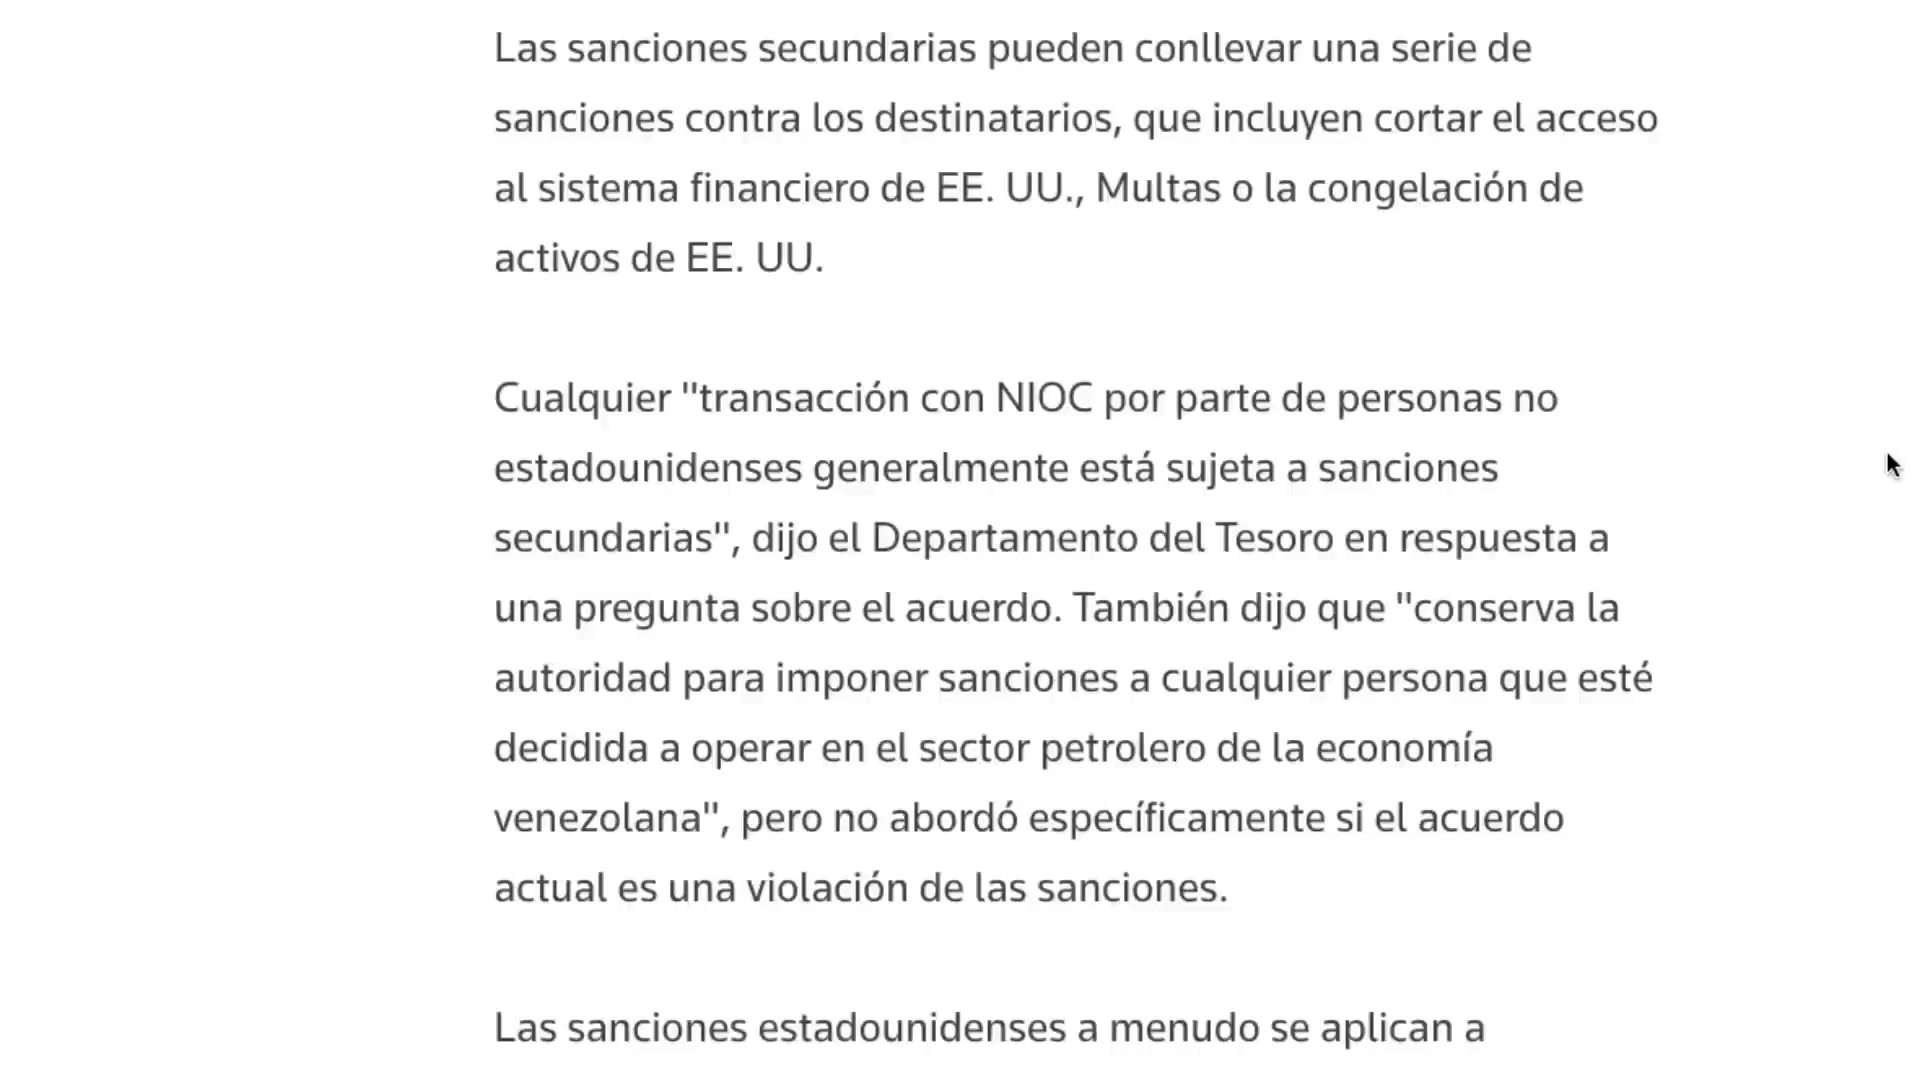 Las sanciones secundarias pueden conllevar una serie de
sanciones contra los destinatarios, que incluyen cortar el acceso
al sistema financiero de EE. UU., Multas o la congelación de
activos de EE. UU.
Cualquier "transacción con NIOC por parte de personas no
estadounidenses generalmente está sujeta a sanciones
secundarias", dijo el Departamento del Tesoro en respuesta a
una pregunta sobre el acuerdo. También dijo que "conserva la
autoridad para imponer sanciones a cualquier persona que esté
decidida a operar en el sector petrolero de la economía
venezolana", pero no abordó específicamente si el acuerdo
actual es una violación de las sanciones.
Las sanciones estadounidenses a menudo se aplican a